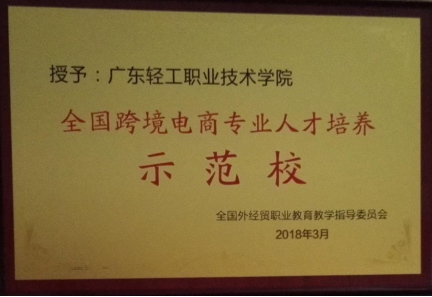 授予：广东轻工职业技术学院
全国跨境电商专业人才培养
示范校
全国外经贸职业教育教学指导委员会
2018年3月